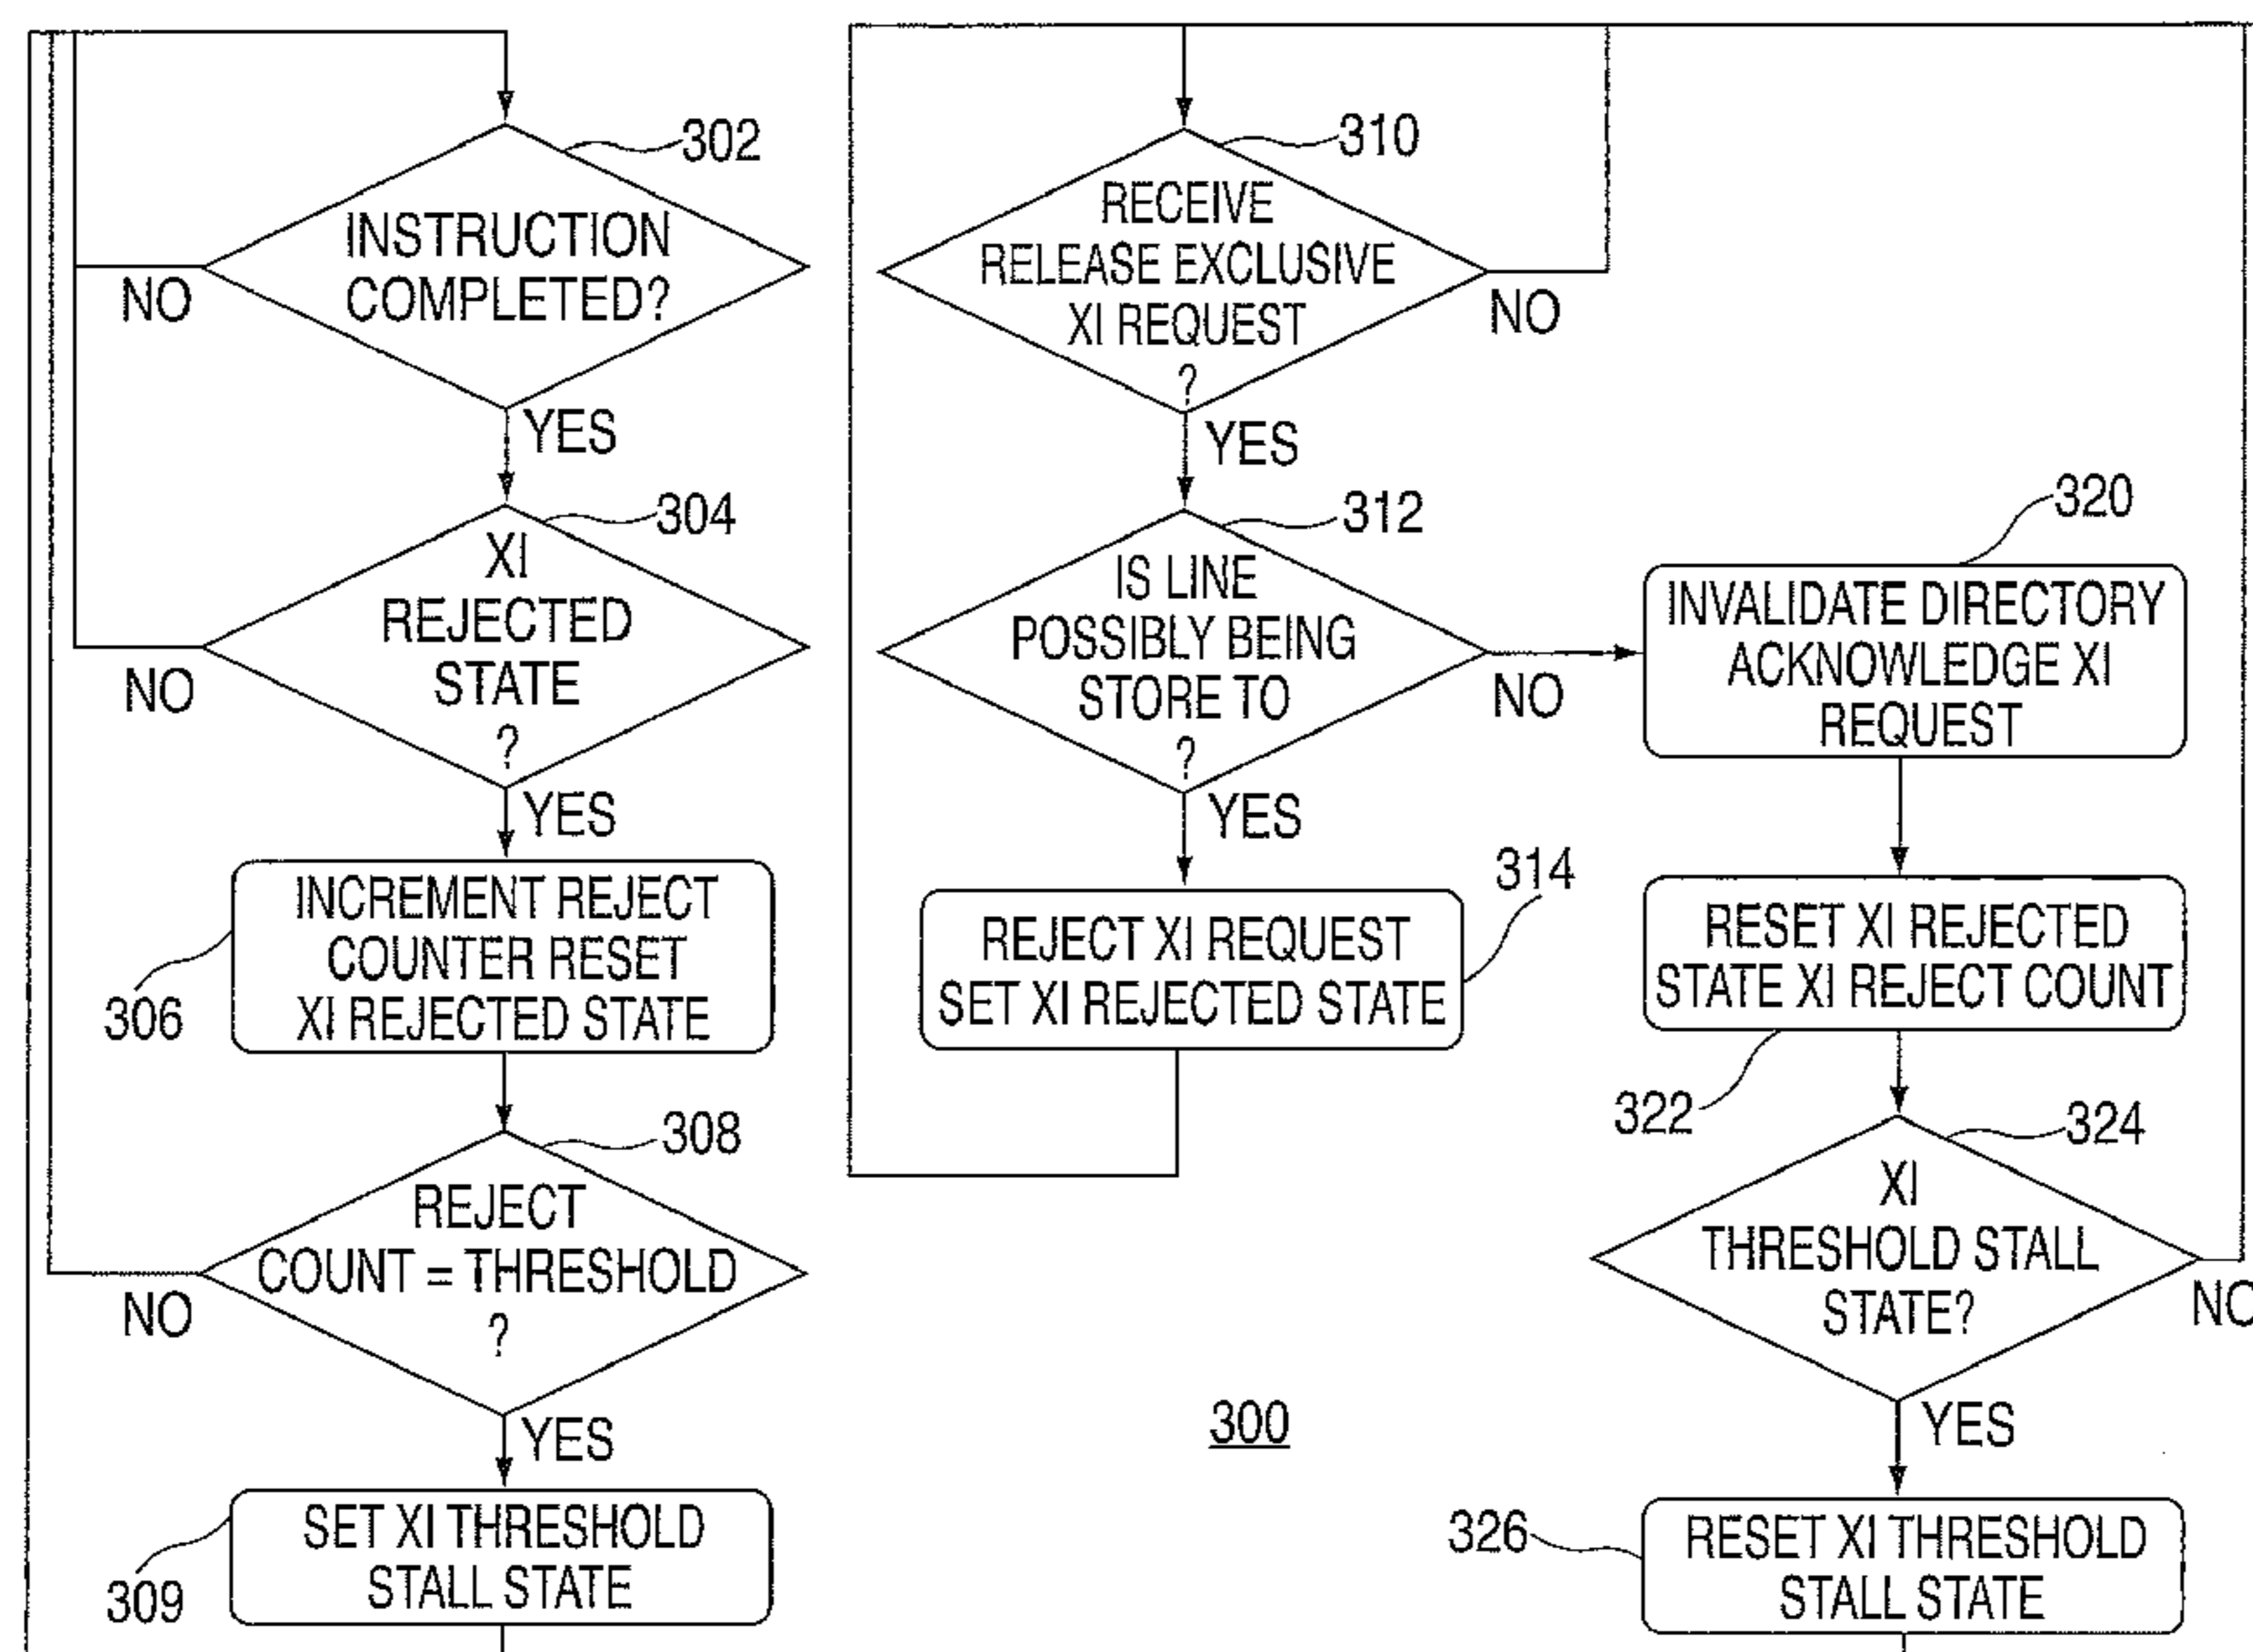 302
INSTRUCTION
COMPLETED?
NO
YES
304
XI
REJECTED
STATE
?
NO
YES
INCREMENT REJECT
COUNTER RESET
XI REJECTED STATE
306
308
REJECT
COUNT = THRESHOLD
?
NO
YES
SET XI THRESHOLD
STALL STATE
309
310
RECEIVE
RELEASE EXCLUSIVE
XI REQUEST
?
NO
YES
312
IS LINE
POSSIBLY BEING
STORE TO
?
NO
YES
314
REJECT XI REQUEST
SET XI REJECTED STATE
320
INVALIDATE DIRECTORY
ACKNOWLEDGE XI
REQUEST
RESET XI REJECTED
STATE XI REJECT COUNT
322
324
XI
THRESHOLD STALL
STATE?
NO
YES
326
RESET XI THRESHOLD
STALL STATE
300